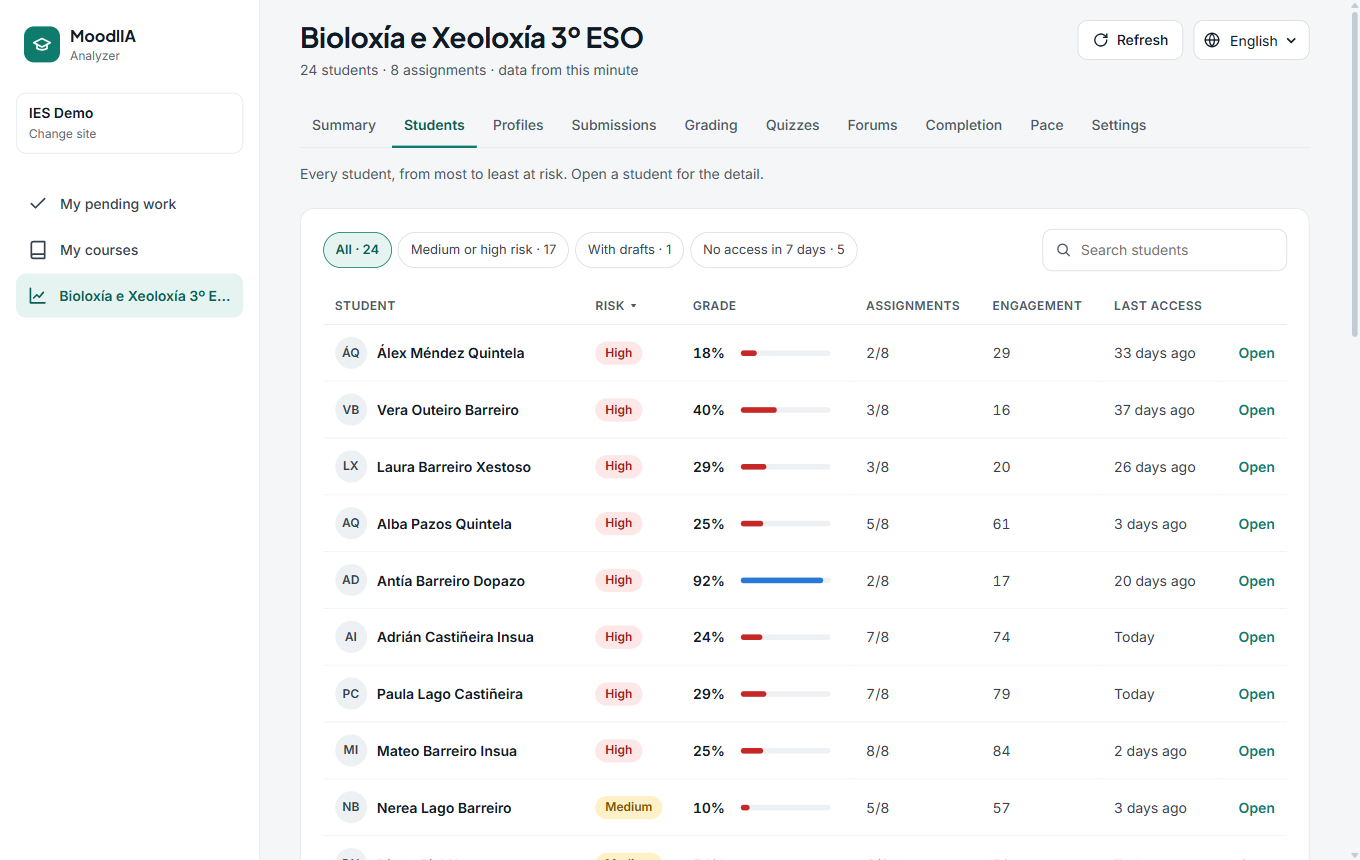 MoodlIA
Analyzer
IES Demo
Change site
My pending work
My courses
Bioloxía e Xeoloxía 3º E...
Bioloxía e Xeoloxía 3º ESO
24 students · 8 assignments · data from this minute
Refresh
English
Summary Students Profiles Submissions Grading Quizzes Forums Completion Pace Settings
Every student, from most to least at risk. Open a student for the detail.
All · 24 Medium or high risk · 17 With drafts · 1 No access in 7 days · 5 Search students
STUDENT RISK GRADE ASSIGNMENTS ENGAGEMENT LAST ACCESS
ÁQ Álex Méndez Quintela High 18% 2/8 29 33 days ago Open
VB Vera Outeiro Barreiro High 40% 3/8 16 37 days ago Open
LX Laura Barreiro Xestoso High 29% 3/8 20 26 days ago Open
AQ Alba Pazos Quintela High 25% 5/8 61 3 days ago Open
AD Antía Barreiro Dopazo High 92% 2/8 17 20 days ago Open
AI Adrián Castiñeira Insua High 24% 7/8 74 Today Open
PC Paula Lago Castiñeira High 29% 7/8 79 Today Open
MI Mateo Barreiro Insua High 25% 8/8 84 2 days ago Open
NB Nerea Lago Barreiro Medium 10% 5/8 57 3 days ago Open